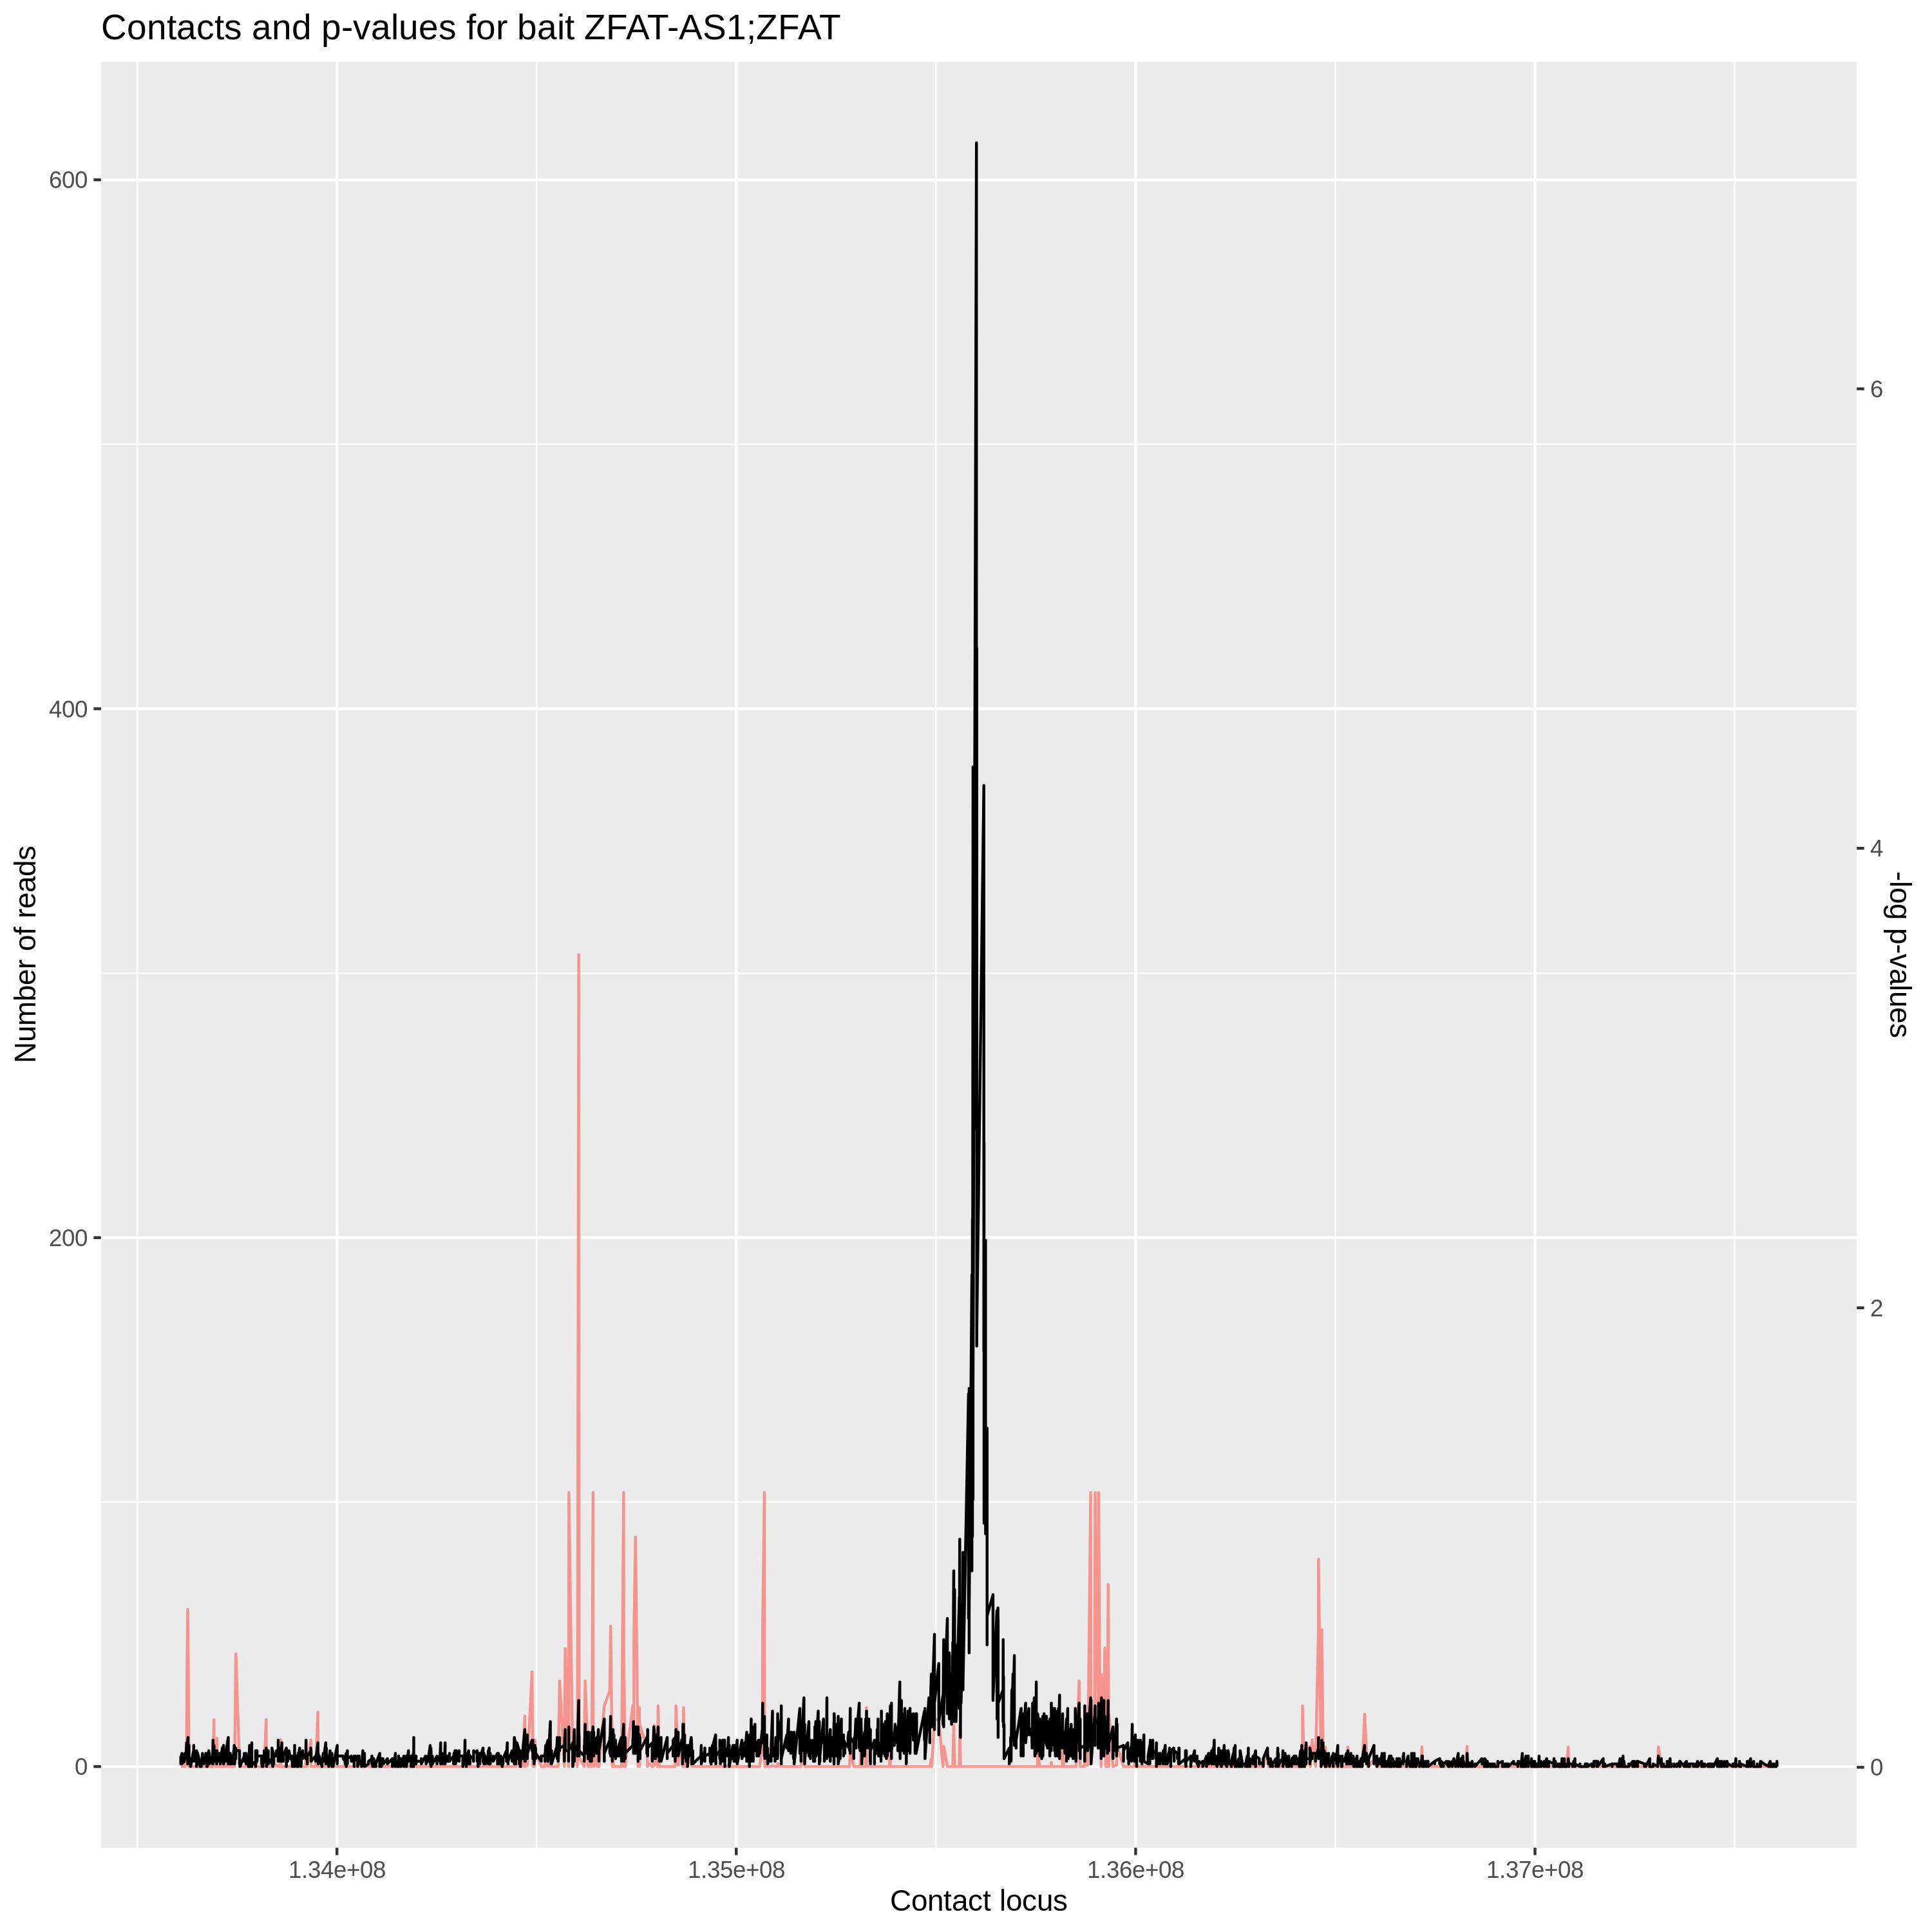 Contacts and p-values for bait ZFAT-AS1;ZFAT
600
400
200
0
Number of reads
6
4
2
0
-log p-values
1.34e+08
1.35e+08
1.36e+08
1.37e+08
Contact locus